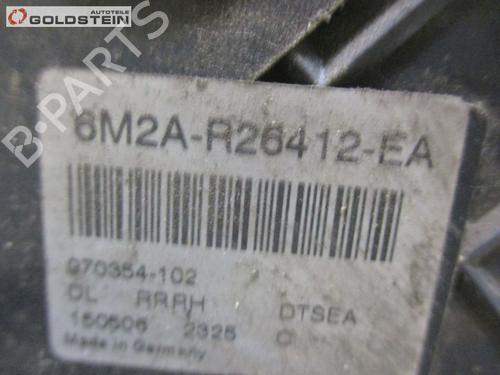 AUTOTEILE
GOLDSTEIN
B-PARTS
6M2A-R26412-EA
970354-102
DL RRRH DTSEA
150506 2325 C
Made in Germany